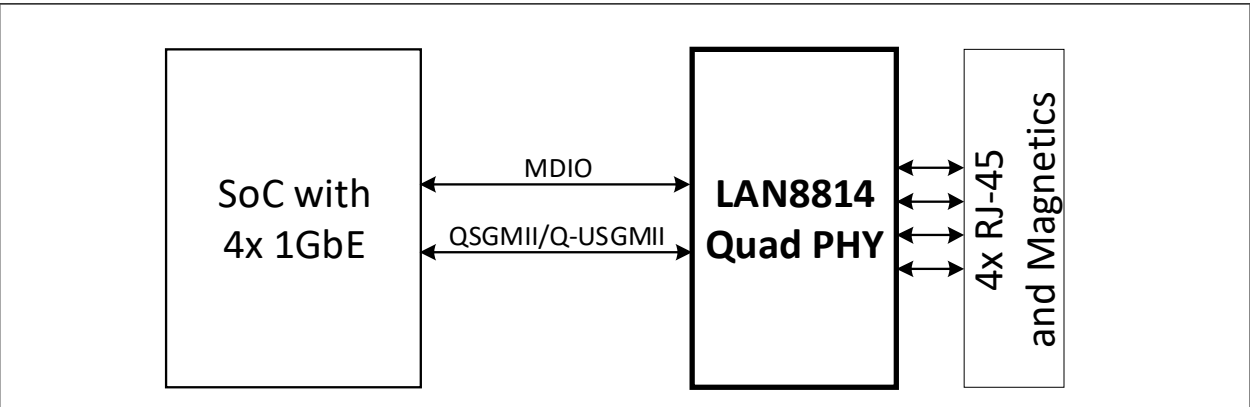 SoC with
4x 1GbE
MDIO
QSGMII/Q-USGMII
LAN8814
Quad PHY
4x RJ-45
and Magnetics